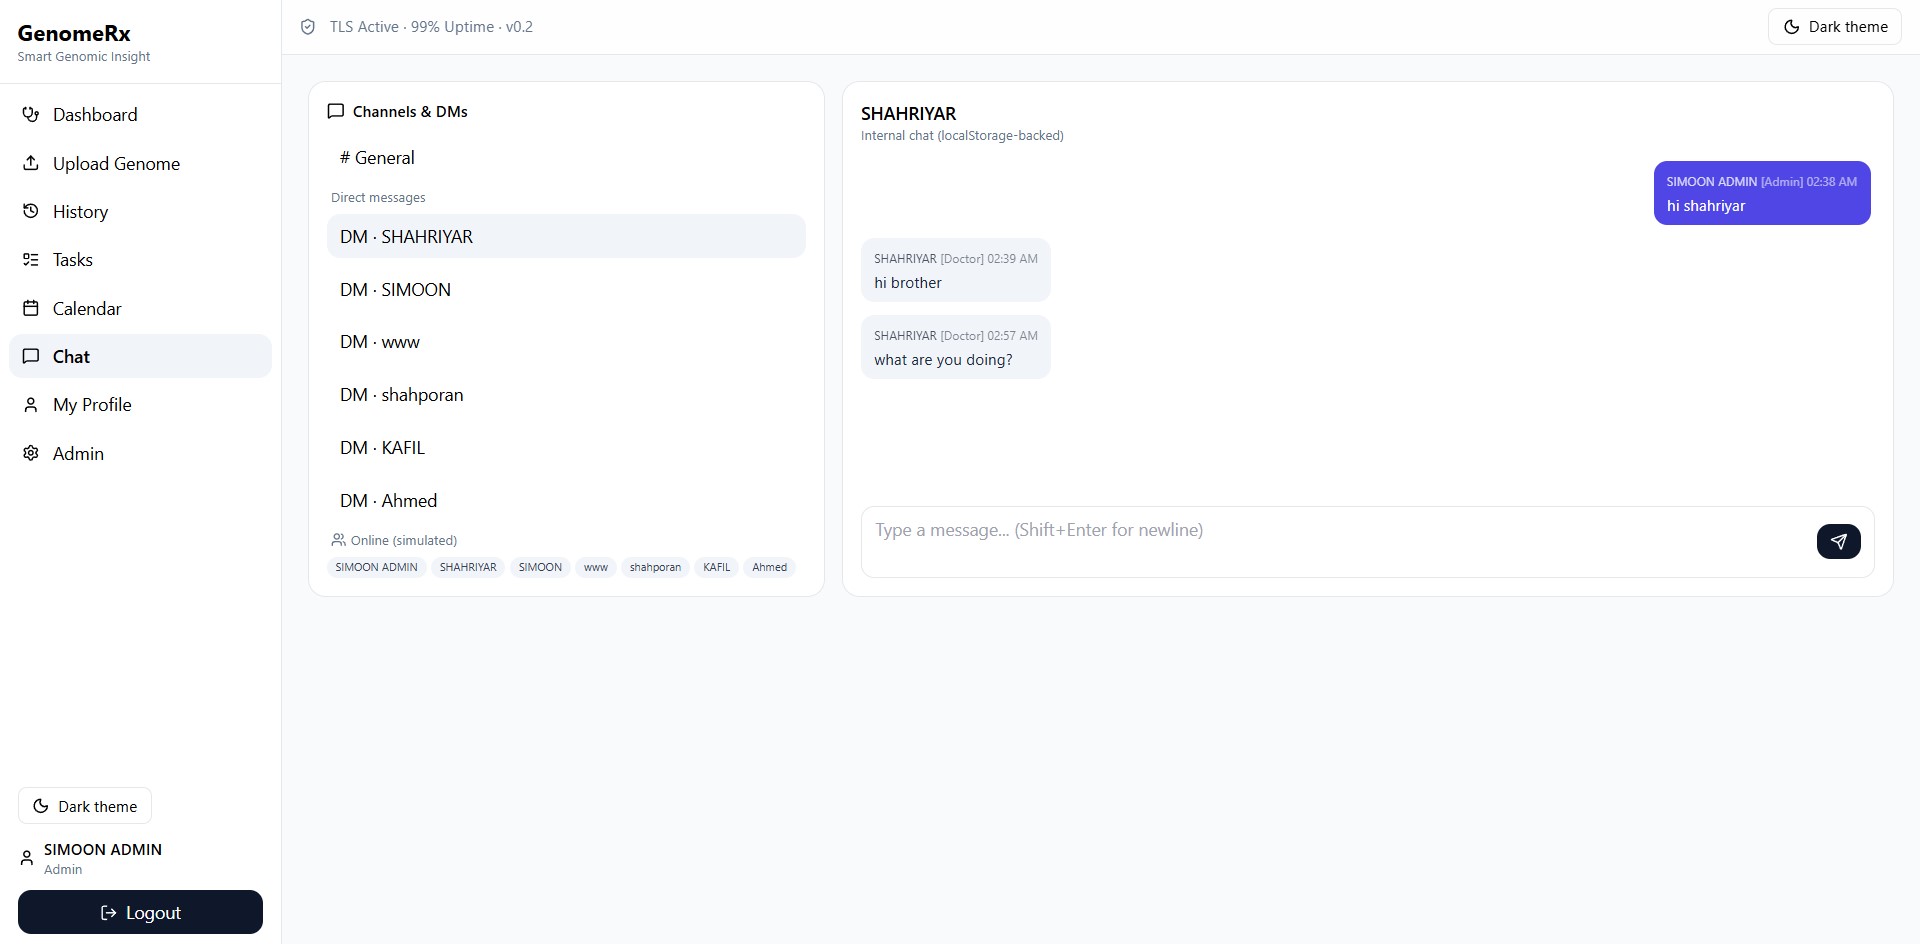 GenomeRx
Smart Genomic Insight
Dashboard
Upload Genome
History
Tasks
Calendar
Chat
My Profile
Admin
Dark theme
SIMOON ADMIN
Admin
Logout
TLS Active · 99% Uptime · v0.2
Dark theme
Channels & DMs
# General
Direct messages
DM · SHAHRIYAR
DM · SIMOON
DM · www
DM · shahporan
DM · KAFIL
DM · Ahmed
Online (simulated)
SIMOON ADMIN SHAHRIYAR SIMOON www shahporan KAFIL Ahmed
SHAHRIYAR
Internal chat (localStorage-backed)
SIMOON ADMIN [Admin] 02:38 AM
hi shahriyar
SHAHRIYAR [Doctor] 02:39 AM
hi brother
SHAHRIYAR [Doctor] 02:57 AM
what are you doing?
Type a message... (Shift+Enter for newline)